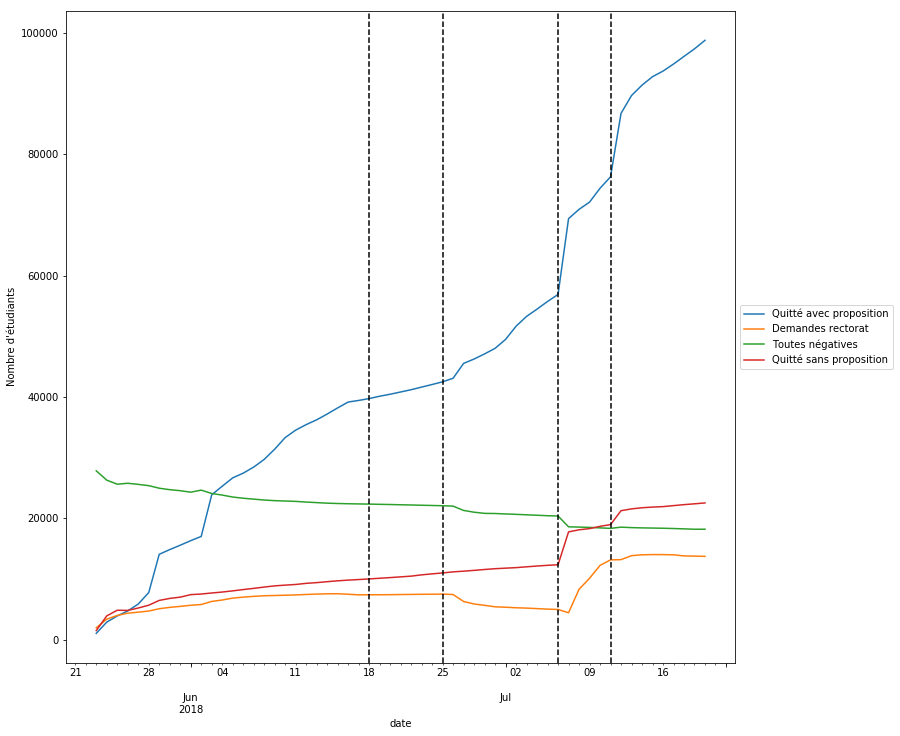 100000
80000
60000
40000
20000
0
Nombre d'étudiants
21 28 04 11 18 25 02 09 16
Jun Jul
2018
date
Quitté avec proposition
Demandes rectorat
Toutes négatives
Quitté sans proposition